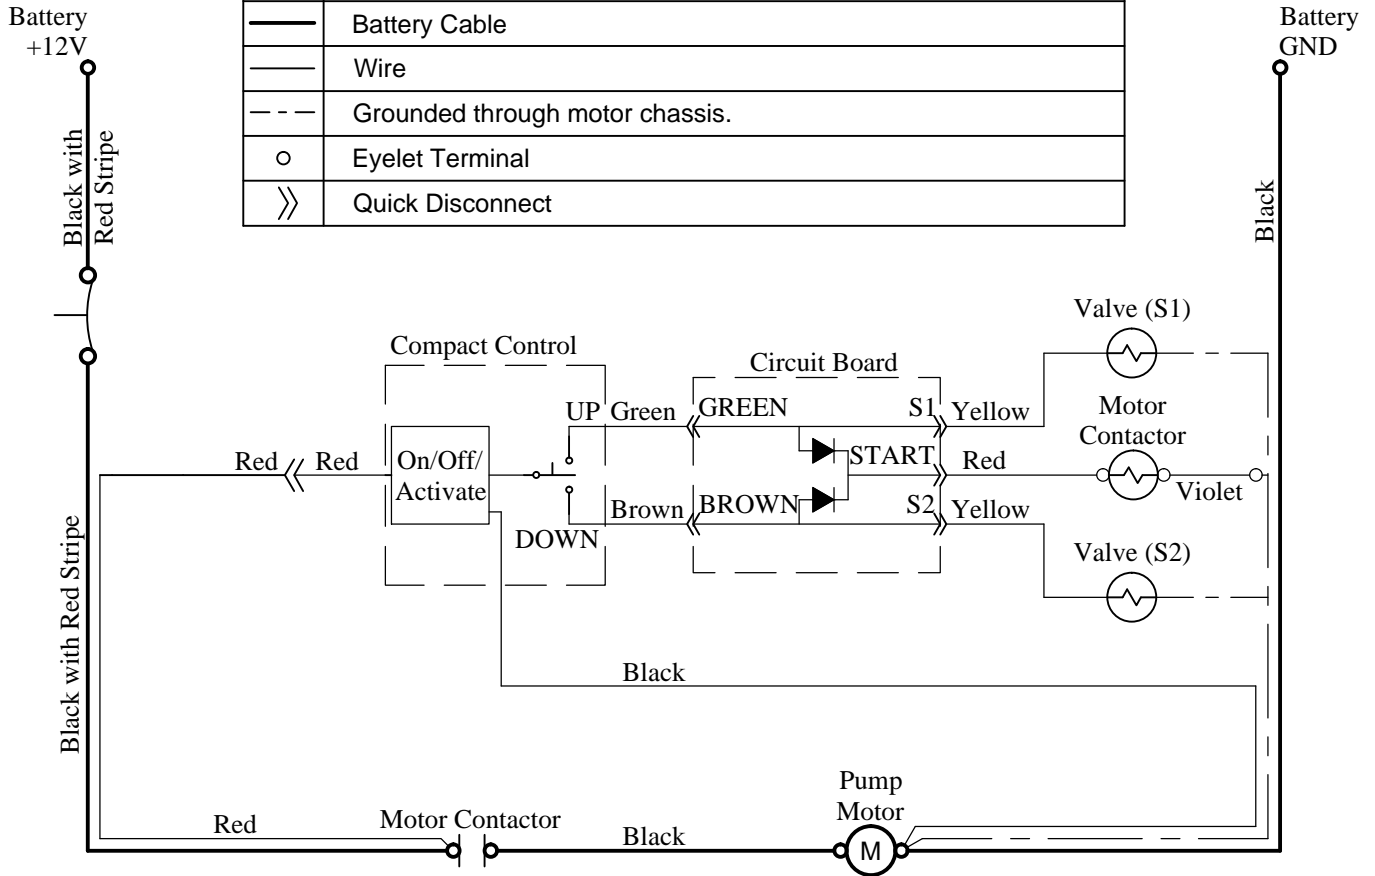 Battery
+12V
Battery Cable
Wire
Grounded through motor chassis.
Eyelet Terminal
Quick Disconnect
Battery
GND
Black with
Red Stripe
Black
Compact Control
Circuit Board
Valve (S1)
UP
Green
GREEN
S1
Yellow
Motor
Contactor
Red
Red
On/Off/
Activate
START
Red
Violet
DOWN
Brown
BROWN
S2
Yellow
Valve (S2)
Black with Red Stripe
Black
Red
Motor Contactor
Black
Pump
Motor
M